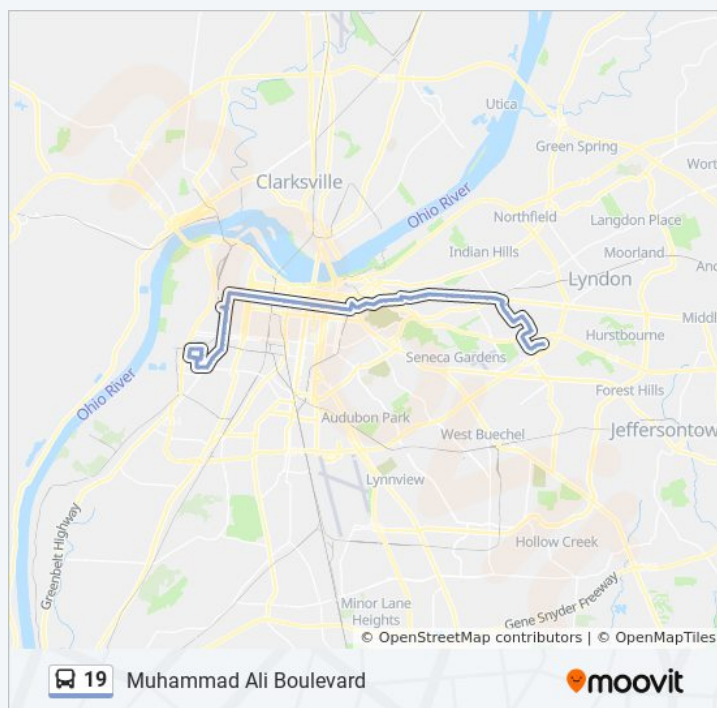 Utica
Green Spring
Wort
Clarksville
Ohio River
Northfield
Langdon Place
Indian Hills
Moorland
An
Lyndon
Middl
Hurstbourne
Seneca Gardens
Forest Hills
Ohio River
Audubon Park
West Buechel
Jeffersontow
Lynnview
Greenbelt Highway
Hollow Creek
Minor Lane
Heights
Gene Snyder Freeway
© OpenStreetMap contributors | © OpenMapTiles
19 Muhammad Ali Boulevard
moovit